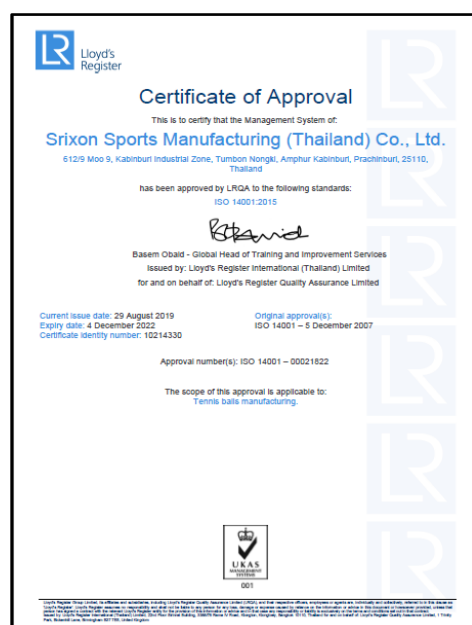 LR
Lloyd's
Register
Certificate of Approval
This is to certify that the Management System of:
Srixon Sports Manufacturing (Thailand) Co., Ltd.
612/9 Moo 9, Kabinburi Industrial Zone, Tumbon Nongki, Amphur Kabinburi, Prachinburi, 25110,
Thailand
has been approved by LRQA to the following standards:
ISO 14001:2015
Basem Obaid - Global Head of Training and Improvement Services
Issued by: Lloyd's Register International (Thailand) Limited
for and on behalf of: Lloyd's Register Quality Assurance Limited
Current issue date: 29 August 2019
Expiry date: 4 December 2022
Certificate identity number: 10214330
Original approval(s):
ISO 14001 – 5 December 2007
Approval number(s): ISO 14001 – 00021822
The scope of this approval is applicable to:
Tennis balls manufacturing.
UKAS
MANAGEMENT
SYSTEMS
001